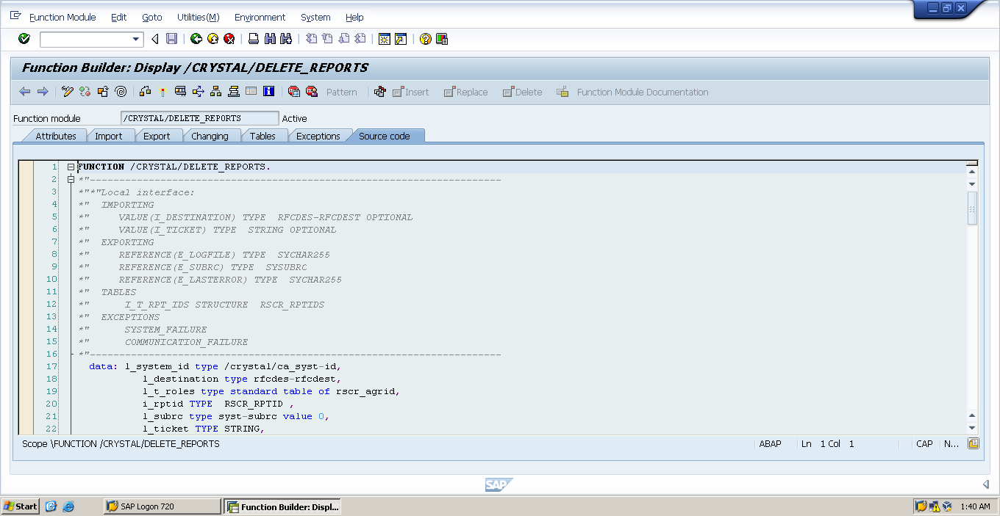 Function Module Edit Goto Utilities(M) Environment System Help
Function Builder: Display /CRYSTAL/DELETE_REPORTS
Pattern Insert Replace Delete Function Module Documentation
Function module /CRYSTAL/DELETE_REPORTS Active
Attributes Import Export Changing Tables Exceptions Source code
1 FUNCTION /CRYSTAL/DELETE_REPORTS.
2 *"----------------------------------------------------------------------
3 *"*"Local interface:
4 *" IMPORTING
5 *" VALUE(I_DESTINATION) TYPE RFCDES-RFCDEST OPTIONAL
6 *" VALUE(I_TICKET) TYPE STRING OPTIONAL
7 *" EXPORTING
8 *" REFERENCE(E_LOGFILE) TYPE SYCHAR255
9 *" REFERENCE(E_SUBRC) TYPE SYSUBRC
10 *" REFERENCE(E_LASTERROR) TYPE SYCHAR255
11 *" TABLES
12 *" I_T_RPT_IDS STRUCTURE RSCR_RPTIDS
13 *" EXCEPTIONS
14 *" SYSTEM_FAILURE
15 *" COMMUNICATION_FAILURE
16 *"----------------------------------------------------------------------
17 data: l_system_id type /crystal/ca_syst-id,
18 l_destination type rfcdes-rfcdest,
19 l_t_roles type standard table of rscr_agrid,
20 i_rptid TYPE RSCR_RPTID ,
21 l_subrc type syst-subrc value 0,
22 l_ticket TYPE STRING,
Scope \FUNCTION /CRYSTAL/DELETE_REPORTS ABAP Ln 1 Col 1 CAP N...
SAP
Start SAP Logon 720 Function Builder: Displ... 1:40 AM